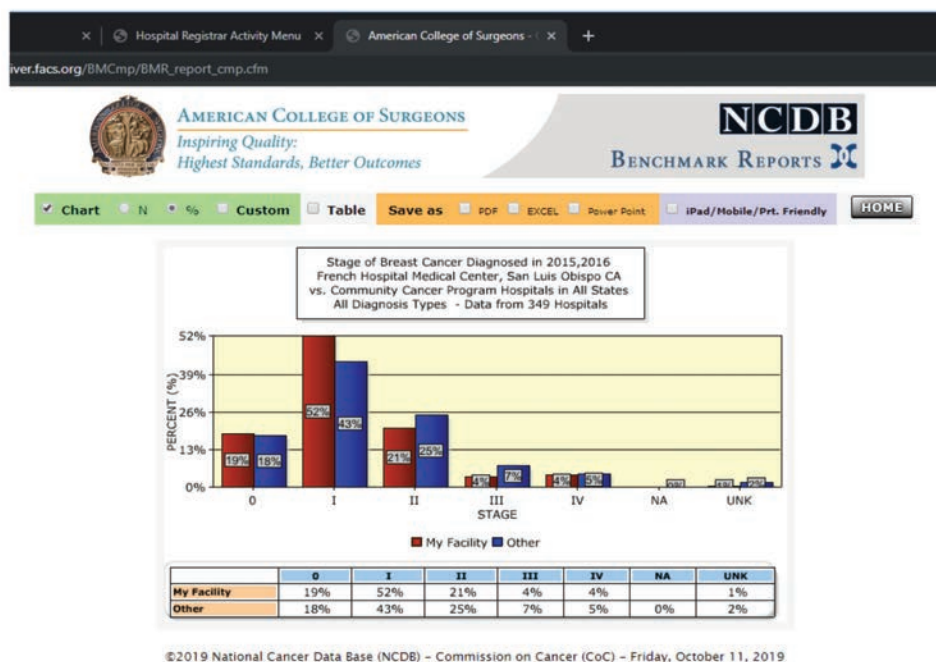 Hospital Registrar Activity Menu
American College of Surgeons -
iver.facs.org/BMCmp/BMR_report_cmp.cfm
AMERICAN COLLEGE OF SURGEONS
Inspiring Quality:
Highest Standards, Better Outcomes
NCDB
BENCHMARK REPORTS
Chart N % Custom Table Save as PDF EXCEL Power Point iPad/Mobile/Prt. Friendly HOME
Stage of Breast Cancer Diagnosed in 2015,2016
French Hospital Medical Center, San Luis Obispo CA
vs. Community Cancer Program Hospitals in All States
All Diagnosis Types - Data from 349 Hospitals
PERCENT (%)
52%
39%
26%
13%
0%
19% 18% 52% 43% 21% 25% 4% 7% 4% 5% 0% 1% 2%
0 I II III IV NA UNK
STAGE
My Facility Other
0 I II III IV NA UNK
My Facility 19% 52% 21% 4% 4% 1%
Other 18% 43% 25% 7% 5% 0% 2%
©2019 National Cancer Data Base (NCDB) – Commission on Cancer (CoC) – Friday, October 11, 2019